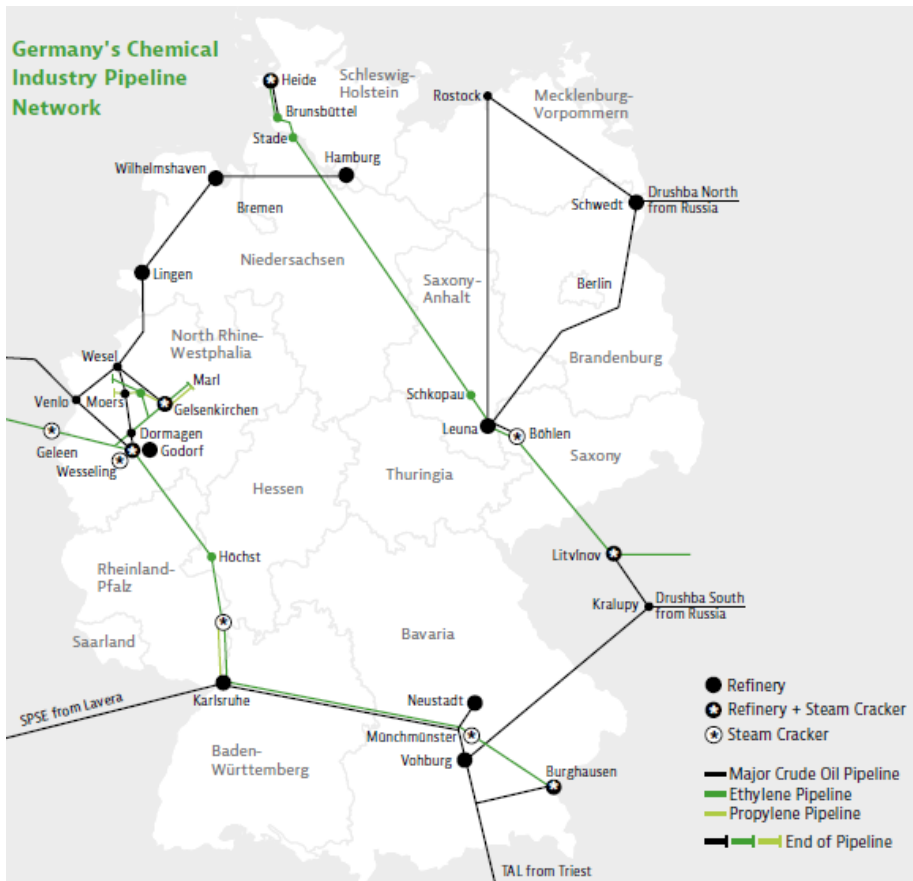 Germany's Chemical
Industry Pipeline
Network
Heide
Schleswig-
Holstein
Brunsbüttel
Stade
Rostock
Mecklenburg-
Vorpommern
Hamburg
Wilhelmshaven
Bremen
Schwedt
Drushba North
from Russia
Niedersachsen
Lingen
Saxony-
Anhalt
Berlin
North Rhine-
Westphalia
Brandenburg
Wesel
Marl
Venlo
Moers
Gelsenkirchen
Schkopau
Leuna
Böhlen
Dormagen
Godorf
Geleen
Wesseling
Saxony
Thuringia
Hessen
Höchst
Litvlnov
Rheinland-
Pfalz
Kralupy
Drushba South
from Russia
Saarland
Bavaria
SPSE from Lavera
Karlsruhe
Neustadt
Münchmünster
Vohburg
Baden-
Württemberg
Burghausen
TAL from Triest
Refinery
Refinery + Steam Cracker
Steam Cracker
Major Crude Oil Pipeline
Ethylene Pipeline
Propylene Pipeline
End of Pipeline